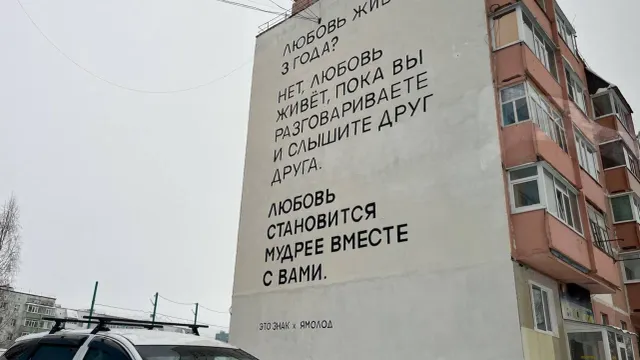 ЛЮБОВЬ ЖИВ
3 ГОДА?
НЕТ, ЛЮБОВЬ
ЖИВЁТ, ПОКА ВЫ
РАЗГОВАРИВАЕТЕ
И СЛЫШИТЕ ДРУГ
ДРУГА.
ЛЮБОВЬ
СТАНОВИТСЯ
МУДРЕЕ ВМЕСТЕ
С ВАМИ.
ЭТО ЗНАК х ЯМОЛОД